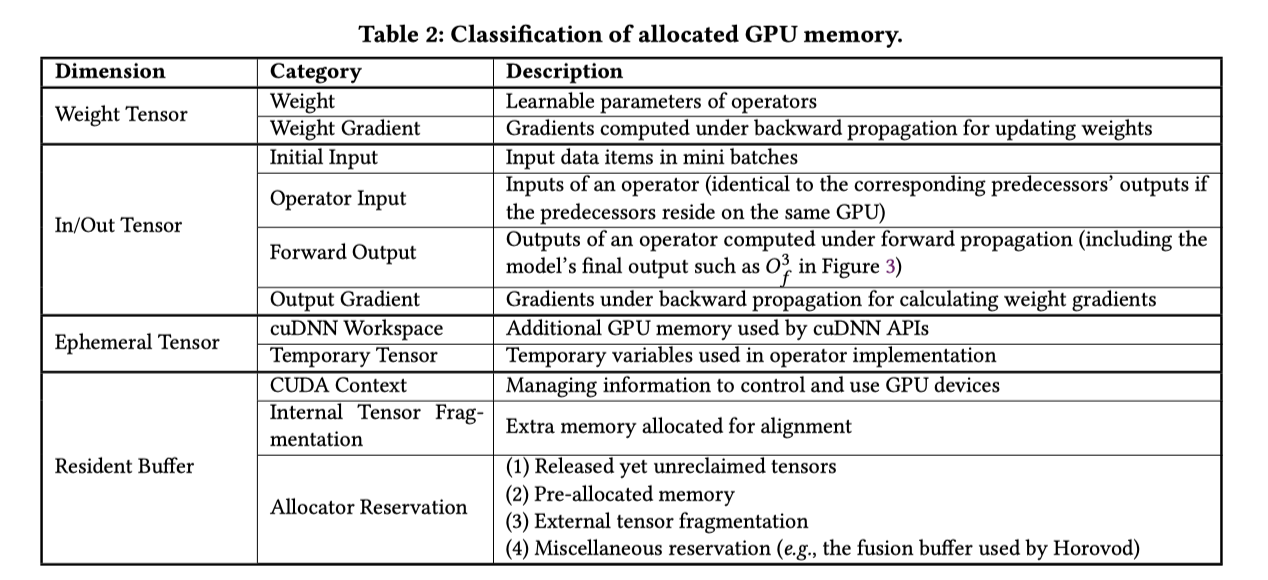 Table 2: Classification of allocated GPU memory.
Dimension Category Description
Weight Tensor
Weight Learnable parameters of operators
Weight Gradient Gradients computed under backward propagation for updating weights
In/Out Tensor
Initial Input Input data items in mini batches
Operator Input
Inputs of an operator (identical to the corresponding predecessors’ outputs if
the predecessors reside on the same GPU)
Forward Output
Outputs of an operator computed under forward propagation (including the
model’s final output such as O_f^3 in Figure 3)
Output Gradient Gradients under backward propagation for calculating weight gradients
Ephemeral Tensor
cuDNN Workspace Additional GPU memory used by cuDNN APIs
Temporary Tensor Temporary variables used in operator implementation
Resident Buffer
CUDA Context Managing information to control and use GPU devices
Internal Tensor Frag-
mentation
Extra memory allocated for alignment
Allocator Reservation
(1) Released yet unreclaimed tensors
(2) Pre-allocated memory
(3) External tensor fragmentation
(4) Miscellaneous reservation (e.g., the fusion buffer used by Horovod)